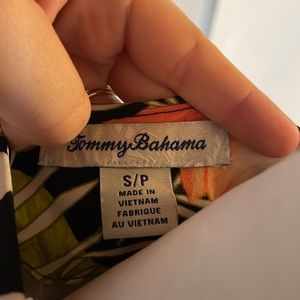 Tommy Bahama
S/P
MADE IN
VIETNAM
FABRIQUE
AU VIETNAM